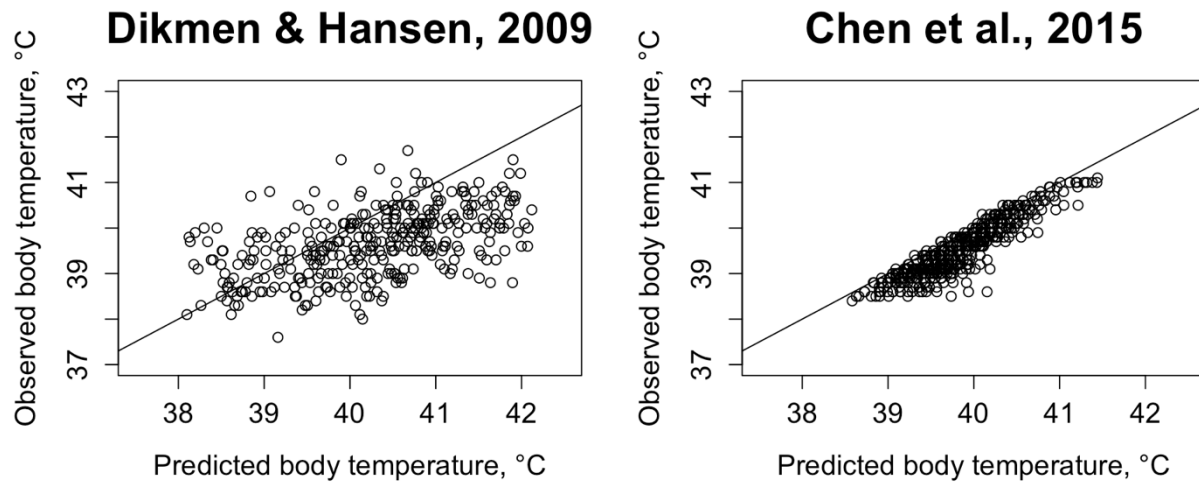 Dikmen & Hansen, 2009
Observed body temperature, °C
43
41
39
37
38 39 40 41 42
Predicted body temperature, °C
Chen et al., 2015
Observed body temperature, °C
43
41
39
37
38 39 40 41 42
Predicted body temperature, °C